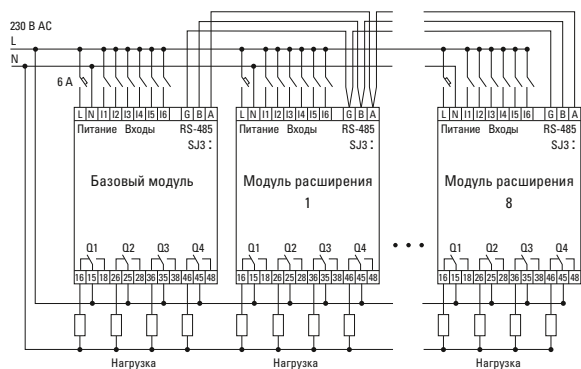 230 В AC
L
N
6 А
L N I1 I2 I3 I4 I5 I6 G B A
Питание Входы RS-485
SJ3
Базовый модуль
Q1 Q2 Q3 Q4
16 15 18 26 25 28 36 35 38 46 45 48
Нагрузка
L N I1 I2 I3 I4 I5 I6 G B A
Питание Входы RS-485
SJ3
Модуль расширения
1
Q1 Q2 Q3 Q4
16 15 18 26 25 28 36 35 38 46 45 48
Нагрузка
L N I1 I2 I3 I4 I5 I6 G B A
Питание Входы RS-485
SJ3
Модуль расширения
8
Q1 Q2 Q3 Q4
16 15 18 26 25 28 36 35 38 46 45 48
Нагрузка